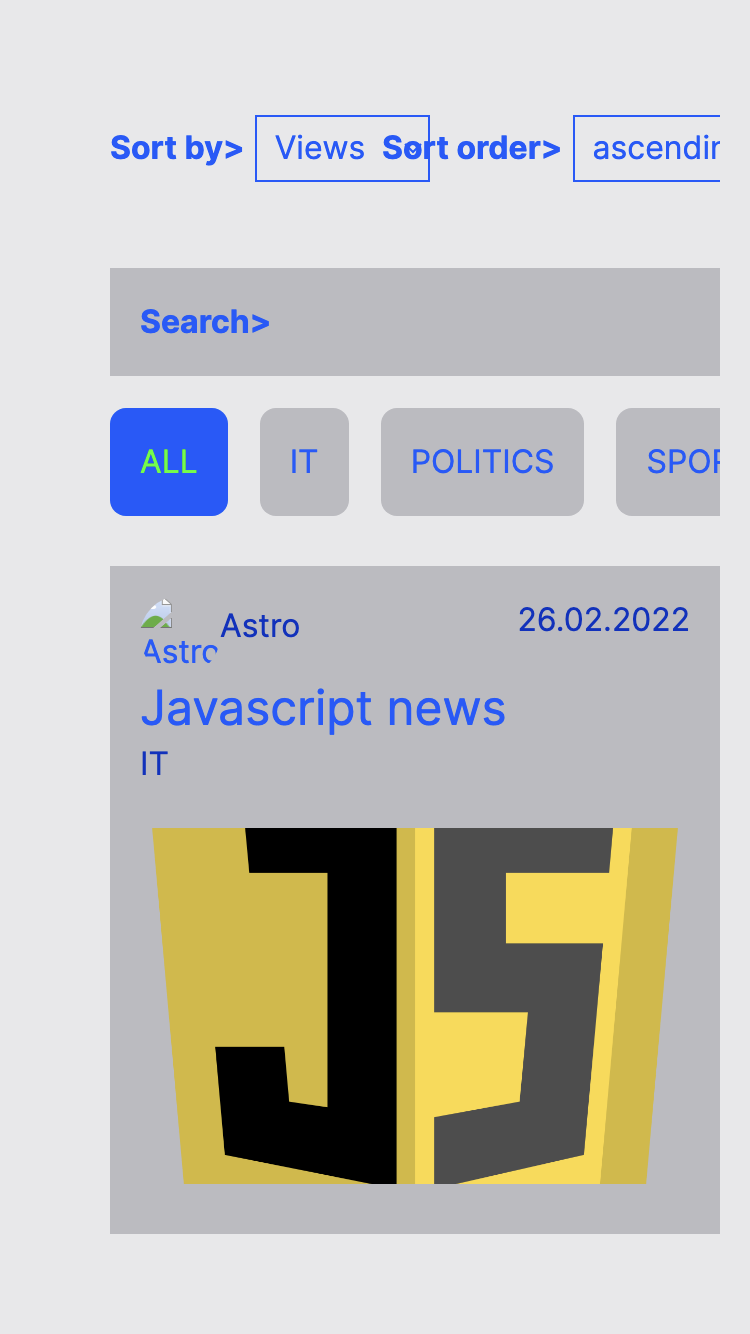 Sort by> Views Sort order> ascendin
Search>
ALL IT POLITICS SPOR
Astro 26.02.2022
Astro
Javascript news
IT
JS